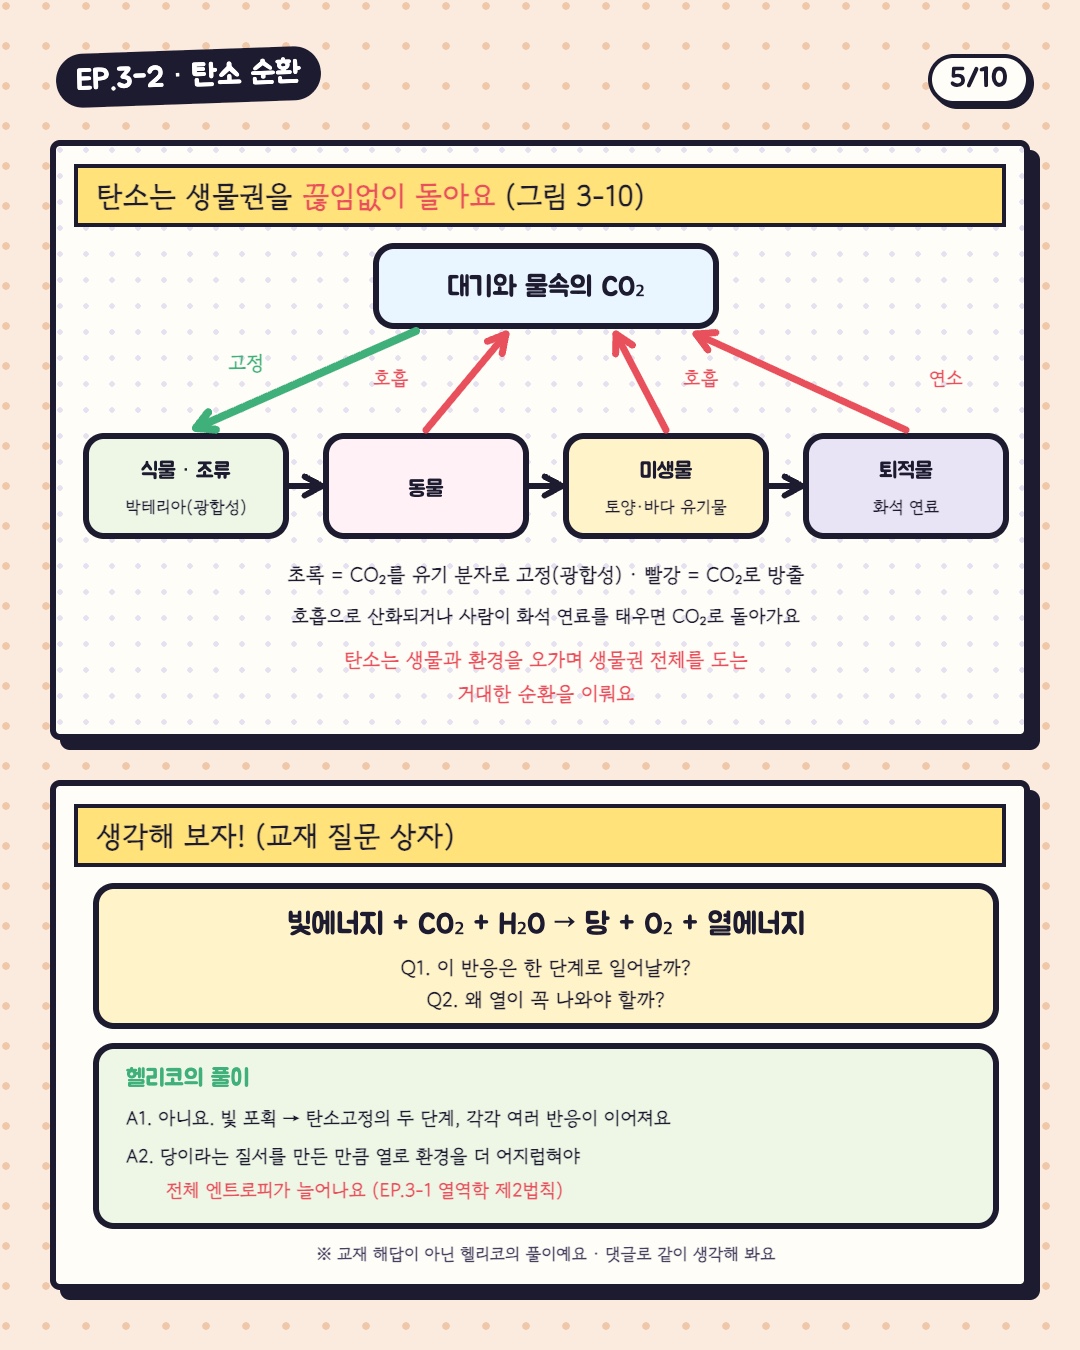 EP.3-2 · 탄소 순환
5/10
탄소는 생물권을 끊임없이 돌아요 (그림 3-10)
대기와 물속의 CO₂
고정
호흡
호흡
연소
식물 · 조류
박테리아(광합성)
동물
미생물
토양·바다 유기물
퇴적물
화석 연료
초록 = CO₂를 유기 분자로 고정(광합성) · 빨강 = CO₂로 방출
호흡으로 산화되거나 사람이 화석 연료를 태우면 CO₂로 돌아가요
탄소는 생물과 환경을 오가며 생물권 전체를 도는
거대한 순환을 이뤄요
생각해 보자! (교재 질문 상자)
빛에너지 + CO₂ + H₂O → 당 + O₂ + 열에너지
Q1. 이 반응은 한 단계로 일어날까?
Q2. 왜 열이 꼭 나와야 할까?
헬리코의 풀이
A1. 아니요. 빛 포획 → 탄소고정의 두 단계, 각각 여러 반응이 이어져요
A2. 당이라는 질서를 만든 만큼 열로 환경을 더 어지럽혀야
전체 엔트로피가 늘어나요 (EP.3-1 열역학 제2법칙)
※ 교재 해답이 아닌 헬리코의 풀이예요 · 댓글로 같이 생각해 봐요